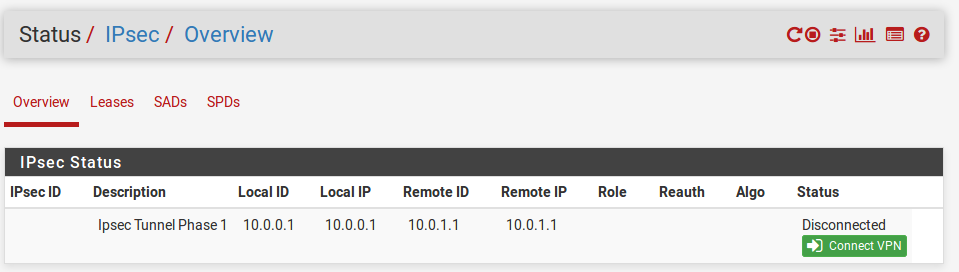 Status / IPsec / Overview
Overview Leases SADs SPDs
IPsec Status
IPsec ID Description Local ID Local IP Remote ID Remote IP Role Reauth Algo Status
Ipsec Tunnel Phase 1 10.0.0.1 10.0.0.1 10.0.1.1 10.0.1.1 Disconnected
Connect VPN